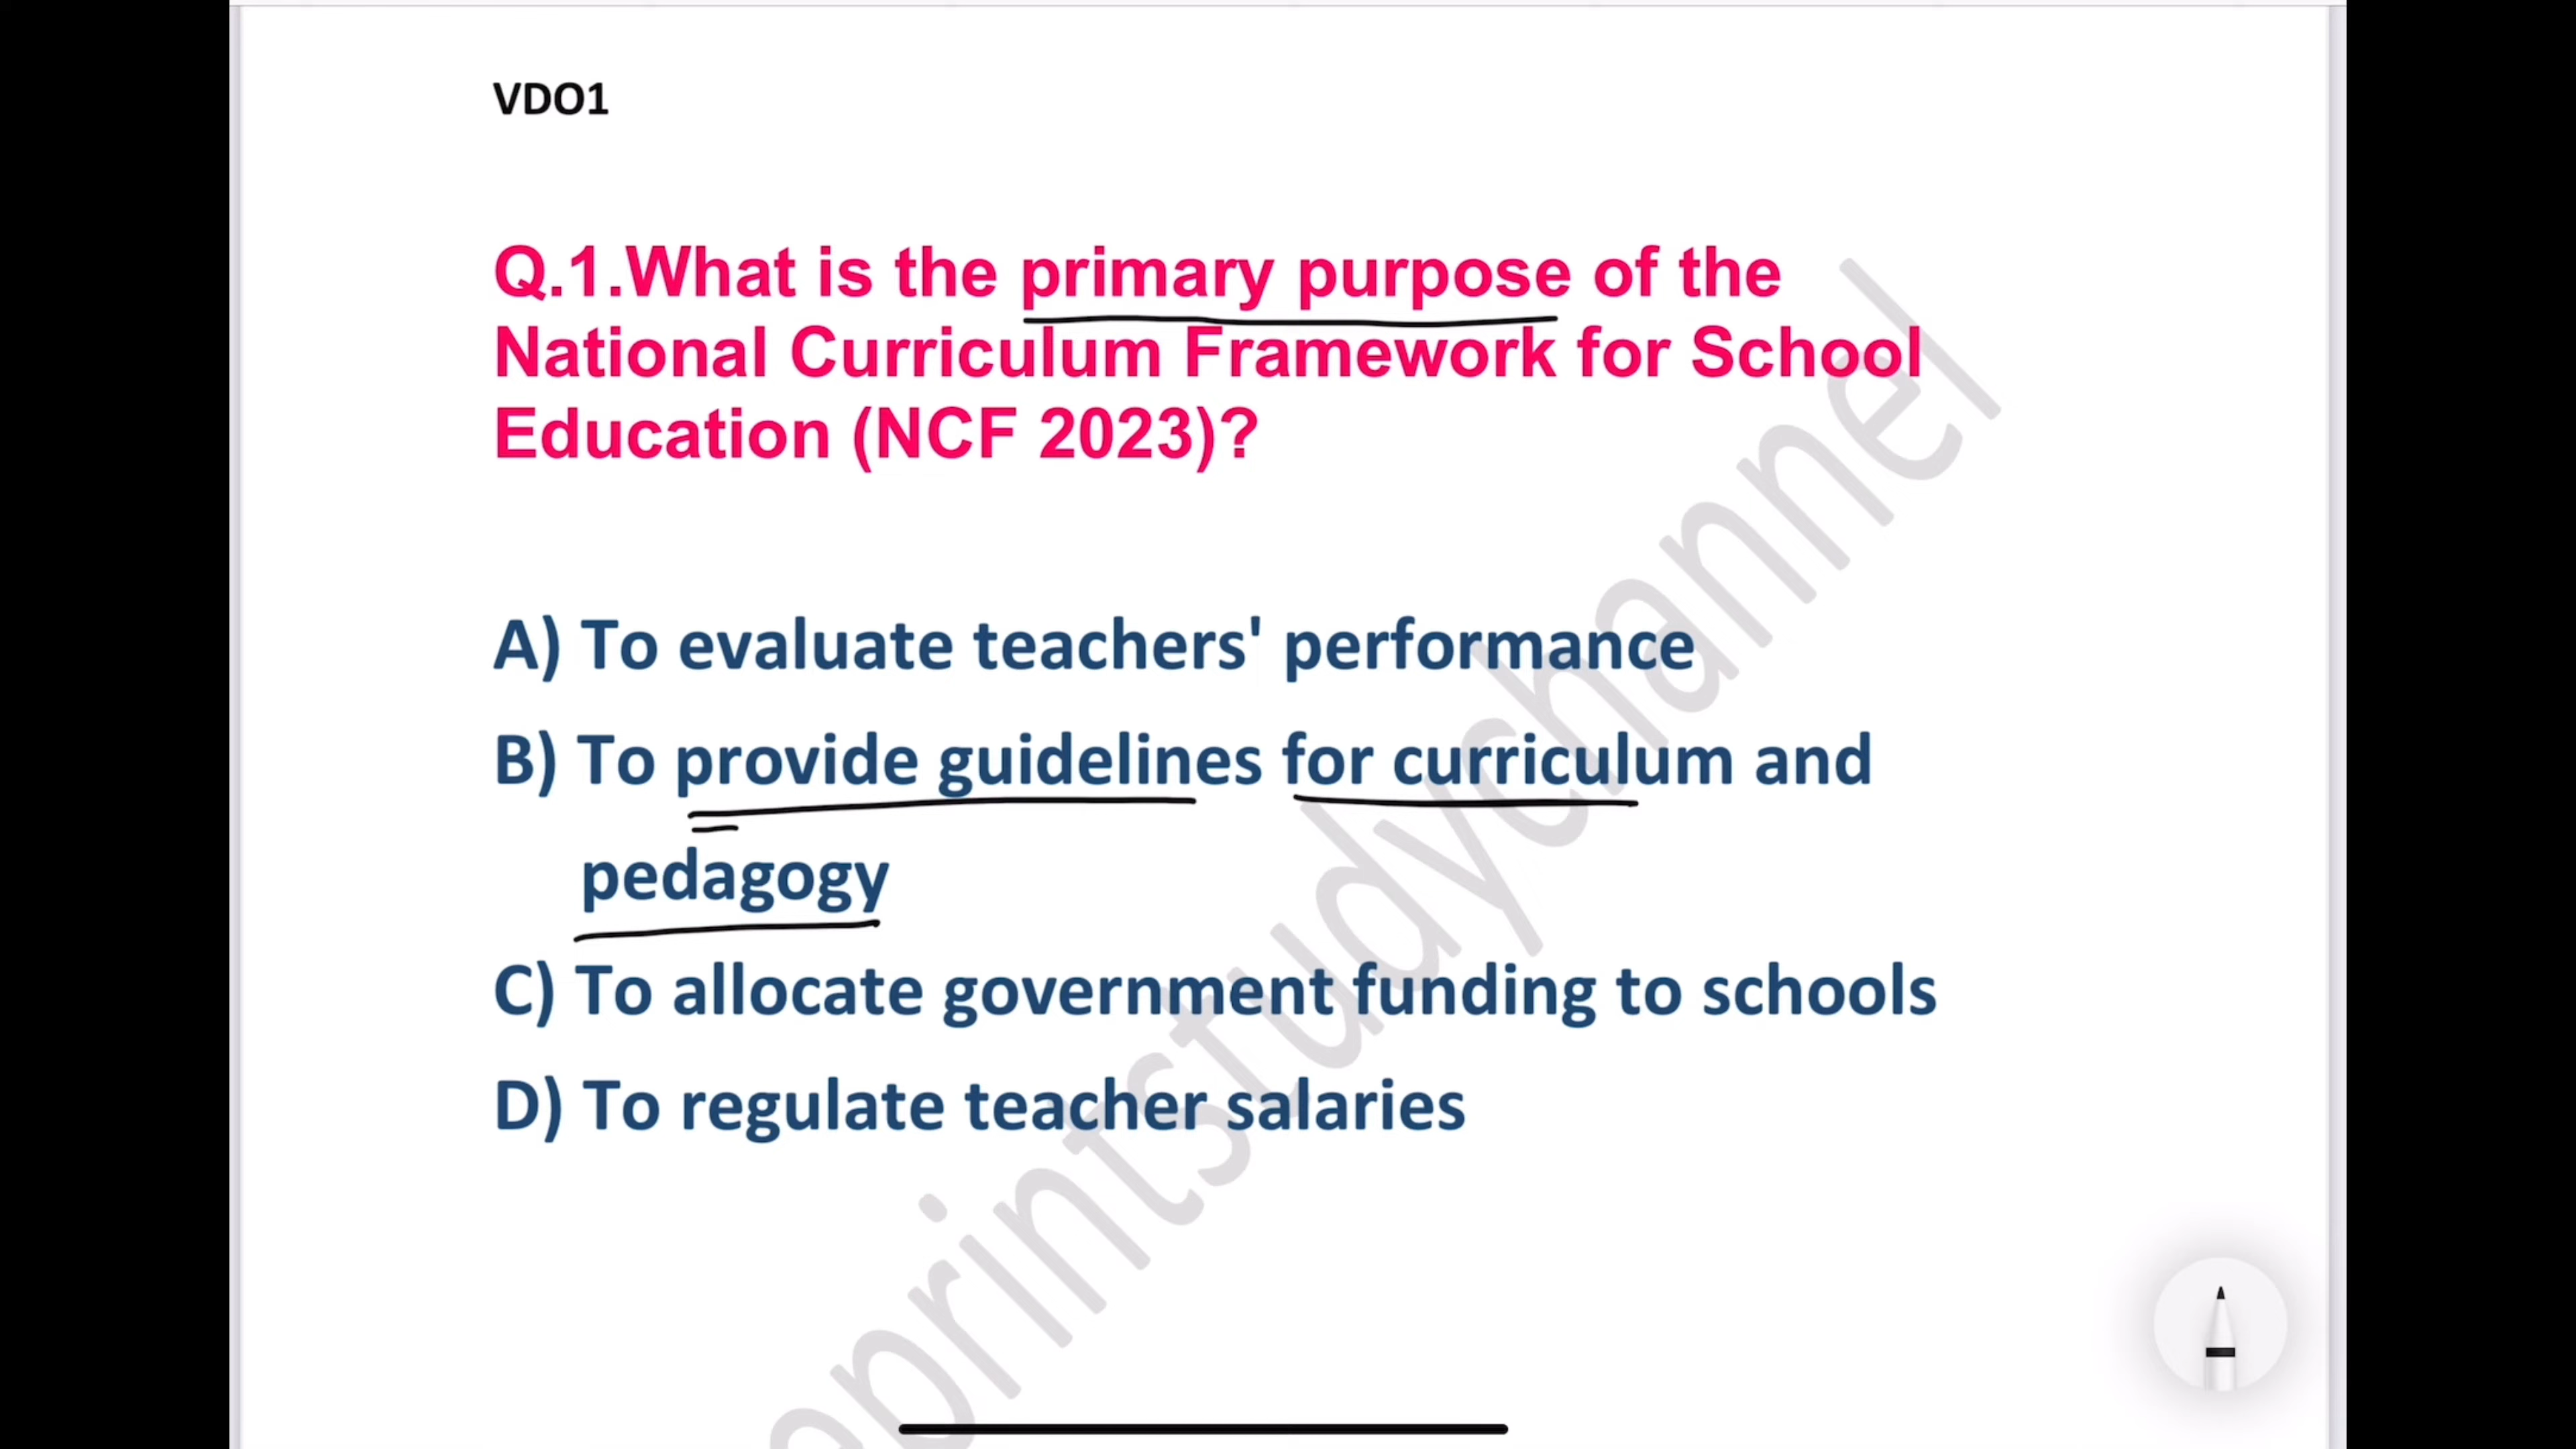 VDO1
Q.1.What is the primary purpose of the
National Curriculum Framework for School
Education (NCF 2023)?
A) To evaluate teachers' performance
B) To provide guidelines for curriculum and
pedagogy
C) To allocate government funding to schools
D) To regulate teacher salaries
eprintstudychannel